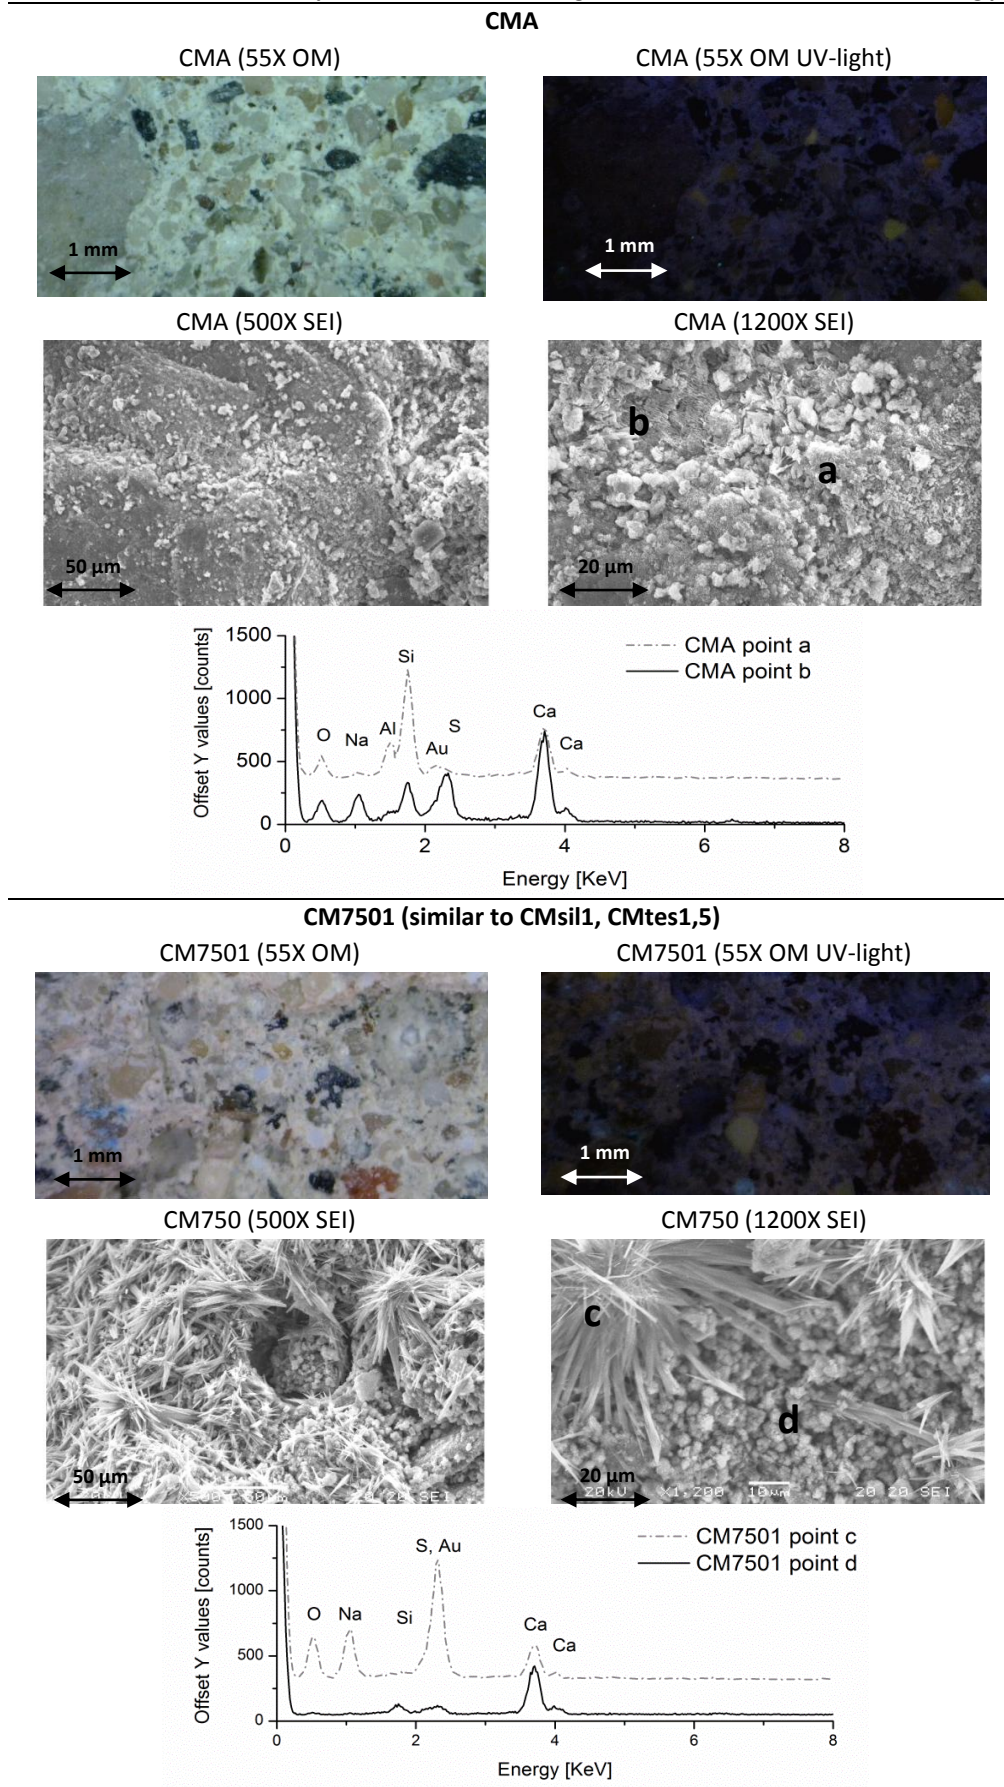 CMA
CMA (55X OM)
CMA (55X OM UV-light)
1 mm
1 mm
CMA (500X SEI)
CMA (1200X SEI)
b
a
50 µm
20 µm
Offset Y values [counts]
1500
1000
500
0
CMA point a
CMA point b
O
Na
Al
Si
Au
S
Ca
Ca
0
2
4
6
8
Energy [KeV]
CM7501 (similar to CMsil1, CMtes1,5)
CM7501 (55X OM)
CM7501 (55X OM UV-light)
1 mm
1 mm
CM750 (500X SEI)
CM750 (1200X SEI)
c
d
50 µm
20 µm
20 20 SEI
20kV X1,200 10µm 20 20 SEI
Offset Y values [counts]
1500
1000
500
0
CM7501 point c
CM7501 point d
O
Na
Si
S, Au
Ca
Ca
0
2
4
6
8
Energy [KeV]